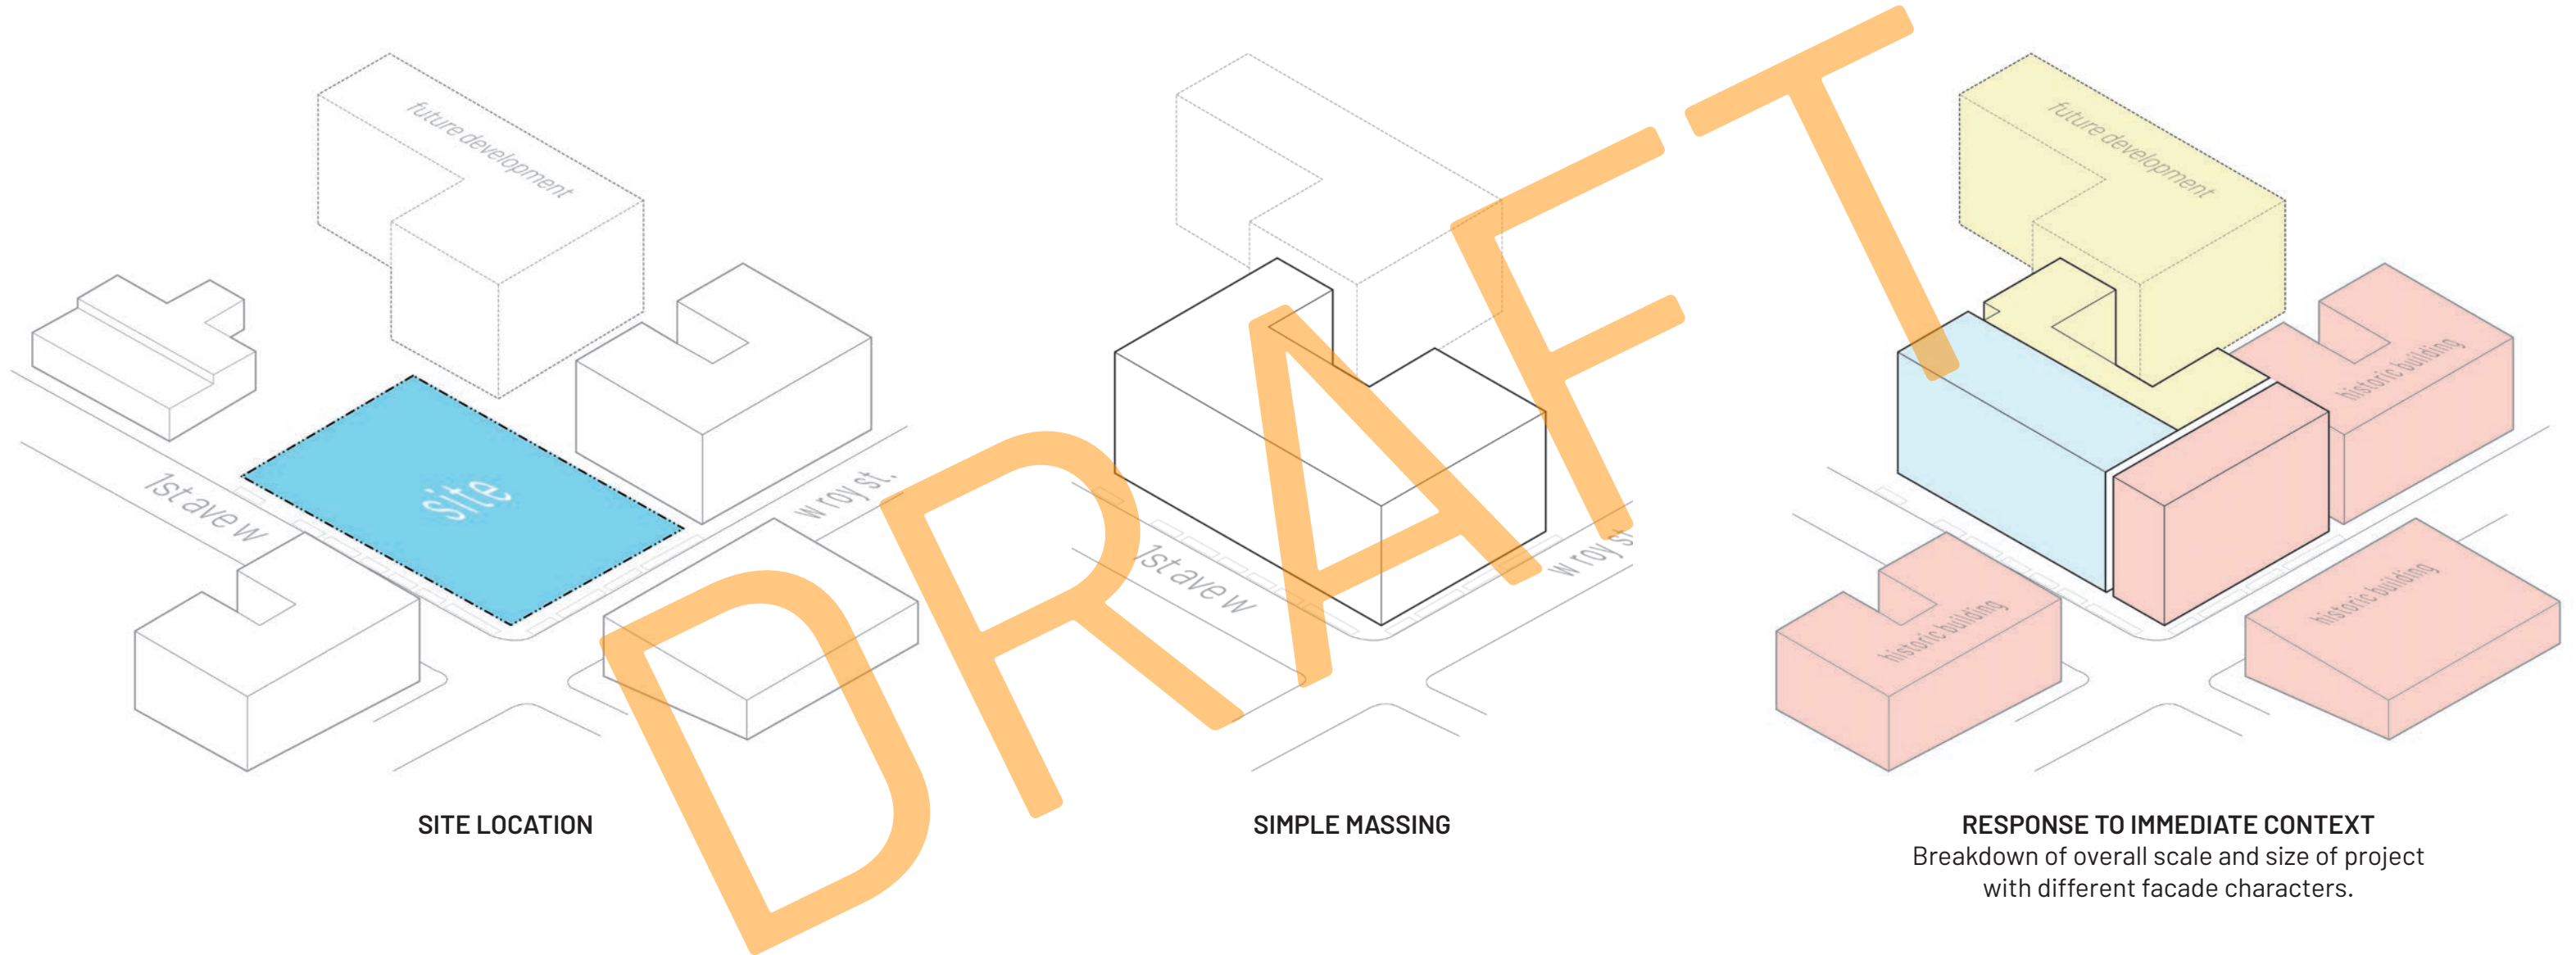 future development
site
1st ave w
w roy st.
SITE LOCATION
1st ave w
w roy st
SIMPLE MASSING
future development
historic building
historic building
historic building
RESPONSE TO IMMEDIATE CONTEXT
Breakdown of overall scale and size of project
with different facade characters.
DRAFT